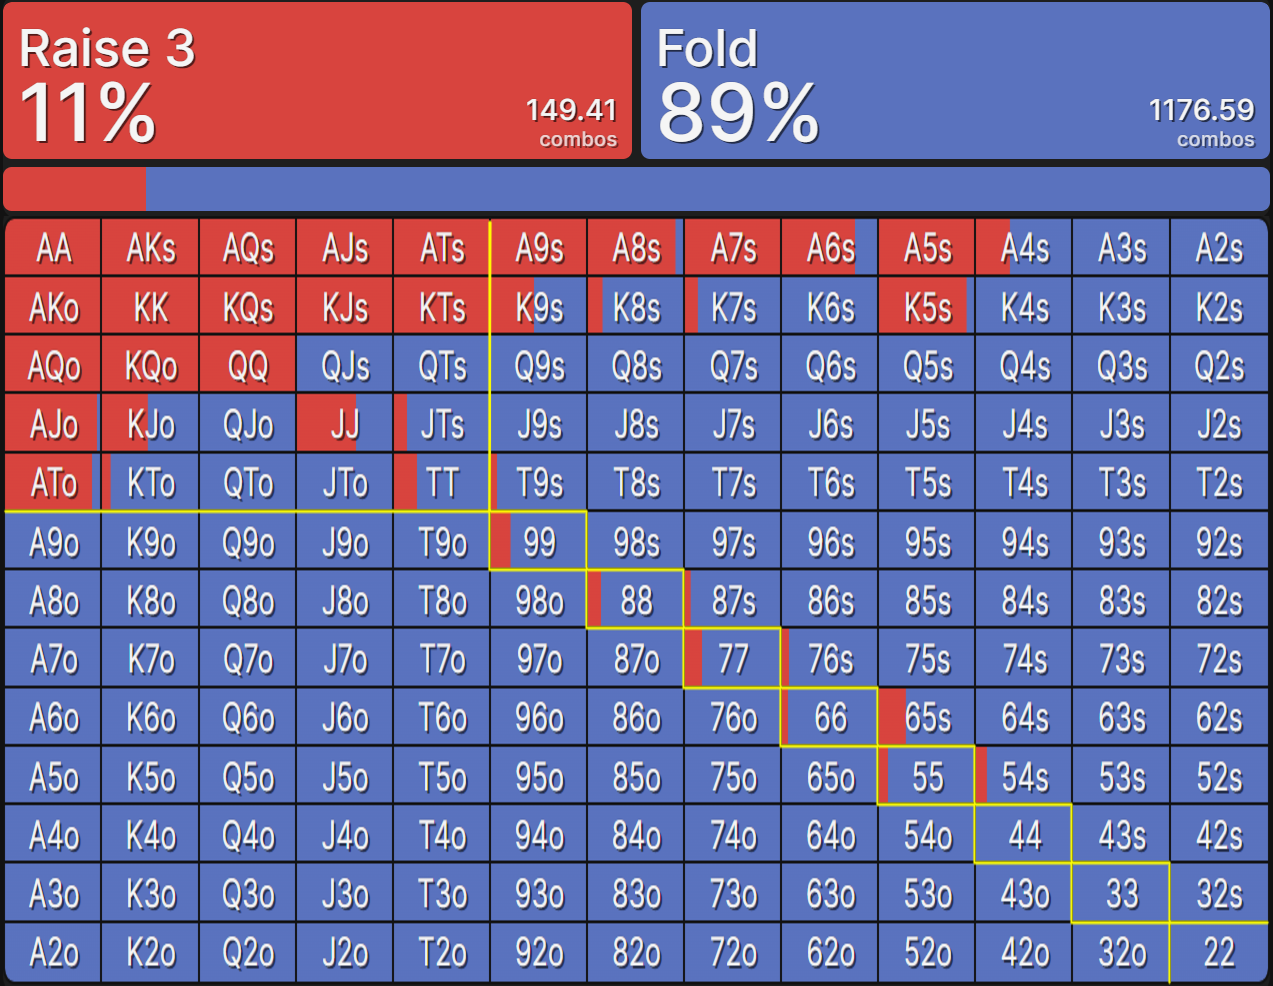 Raise 3
11%
149.41
combos
Fold
89%
1176.59
combos
AA AKs AQs AJs ATs A9s A8s A7s A6s A5s A4s A3s A2s
AKo KK KQs KJs KTs K9s K8s K7s K6s K5s K4s K3s K2s
AQo KQo QQ QJs QTs Q9s Q8s Q7s Q6s Q5s Q4s Q3s Q2s
AJo KJo QJo JJ JTs J9s J8s J7s J6s J5s J4s J3s J2s
ATo KTo QTo JTo TT T9s T8s T7s T6s T5s T4s T3s T2s
A9o K9o Q9o J9o T9o 99 98s 97s 96s 95s 94s 93s 92s
A8o K8o Q8o J8o T8o 98o 88 87s 86s 85s 84s 83s 82s
A7o K7o Q7o J7o T7o 97o 87o 77 76s 75s 74s 73s 72s
A6o K6o Q6o J6o T6o 96o 86o 76o 66 65s 64s 63s 62s
A5o K5o Q5o J5o T5o 95o 85o 75o 65o 55 54s 53s 52s
A4o K4o Q4o J4o T4o 94o 84o 74o 64o 54o 44 43s 42s
A3o K3o Q3o J3o T3o 93o 83o 73o 63o 53o 43o 33 32s
A2o K2o Q2o J2o T2o 92o 82o 72o 62o 52o 42o 32o 22